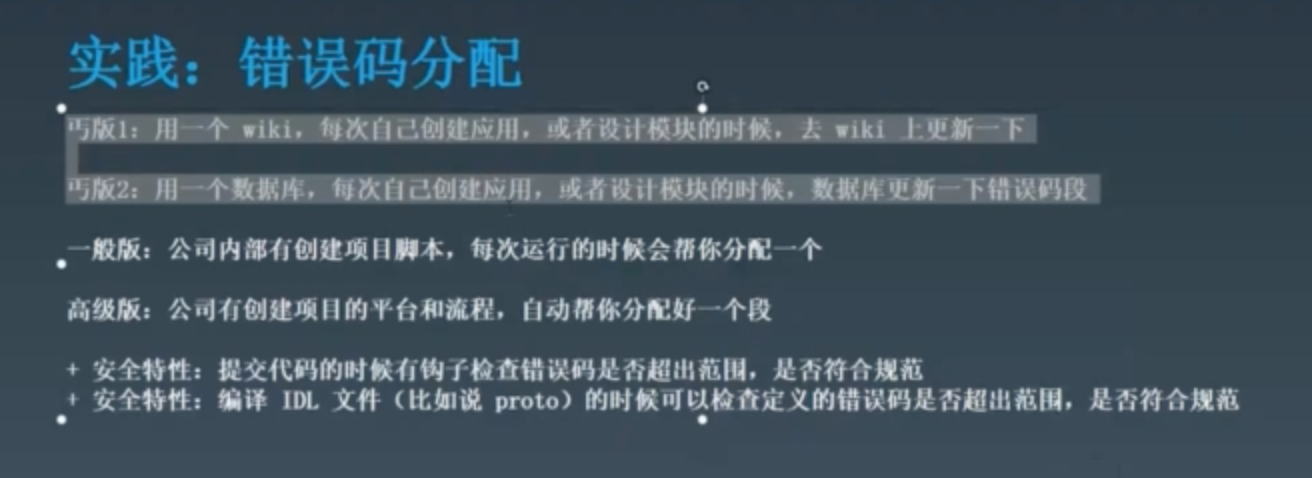 实践：错误码分配
丐版1：用一个 wiki，每次自己创建应用，或者设计模块的时候，去 wiki 上更新一下
丐版2：用一个数据库，每次自己创建应用，或者设计模块的时候，数据库更新一下错误码段
一般版：公司内部有创建项目脚本，每次运行的时候会帮你分配一个
高级版：公司有创建项目的平台和流程，自动帮你分配好一个段
+ 安全特性：提交代码的时候有钩子检查错误码是否超出范围，是否符合规范
+ 安全特性：编译 IDL 文件（比如说 proto）的时候可以检查定义的错误码是否超出范围，是否符合规范